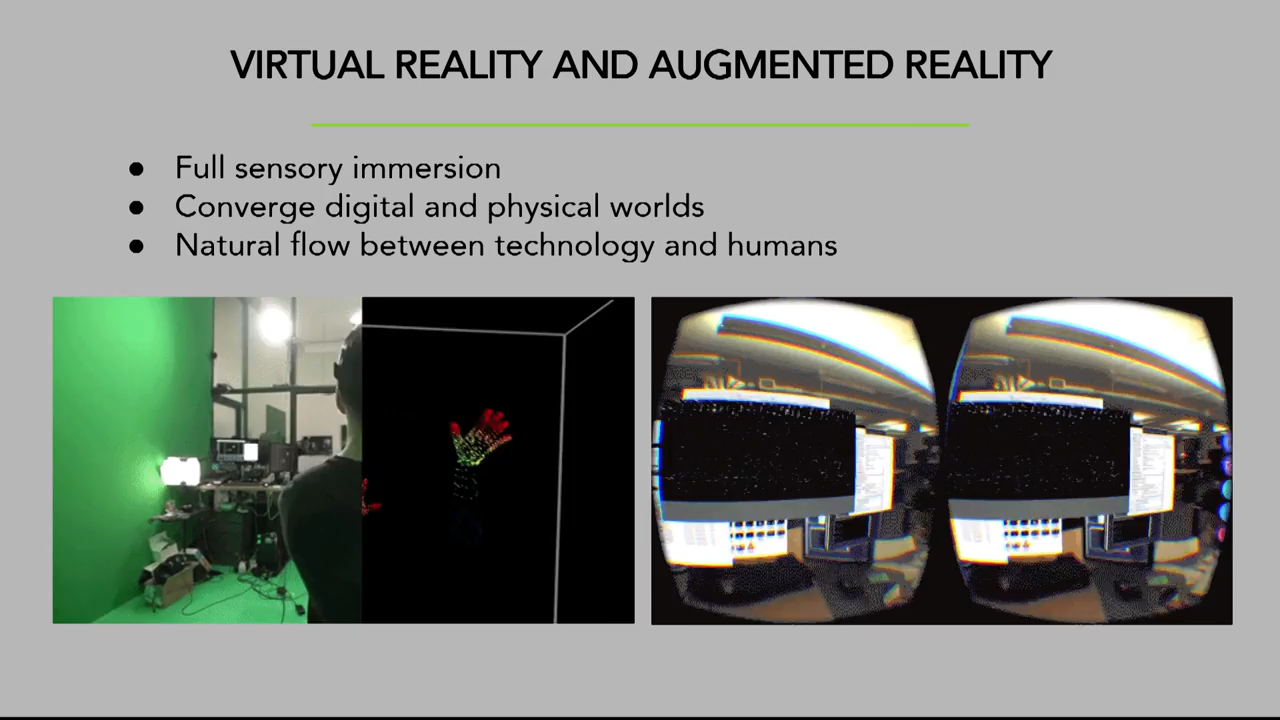 VIRTUAL REALITY AND AUGMENTED REALITY
● Full sensory immersion
● Converge digital and physical worlds
● Natural flow between technology and humans